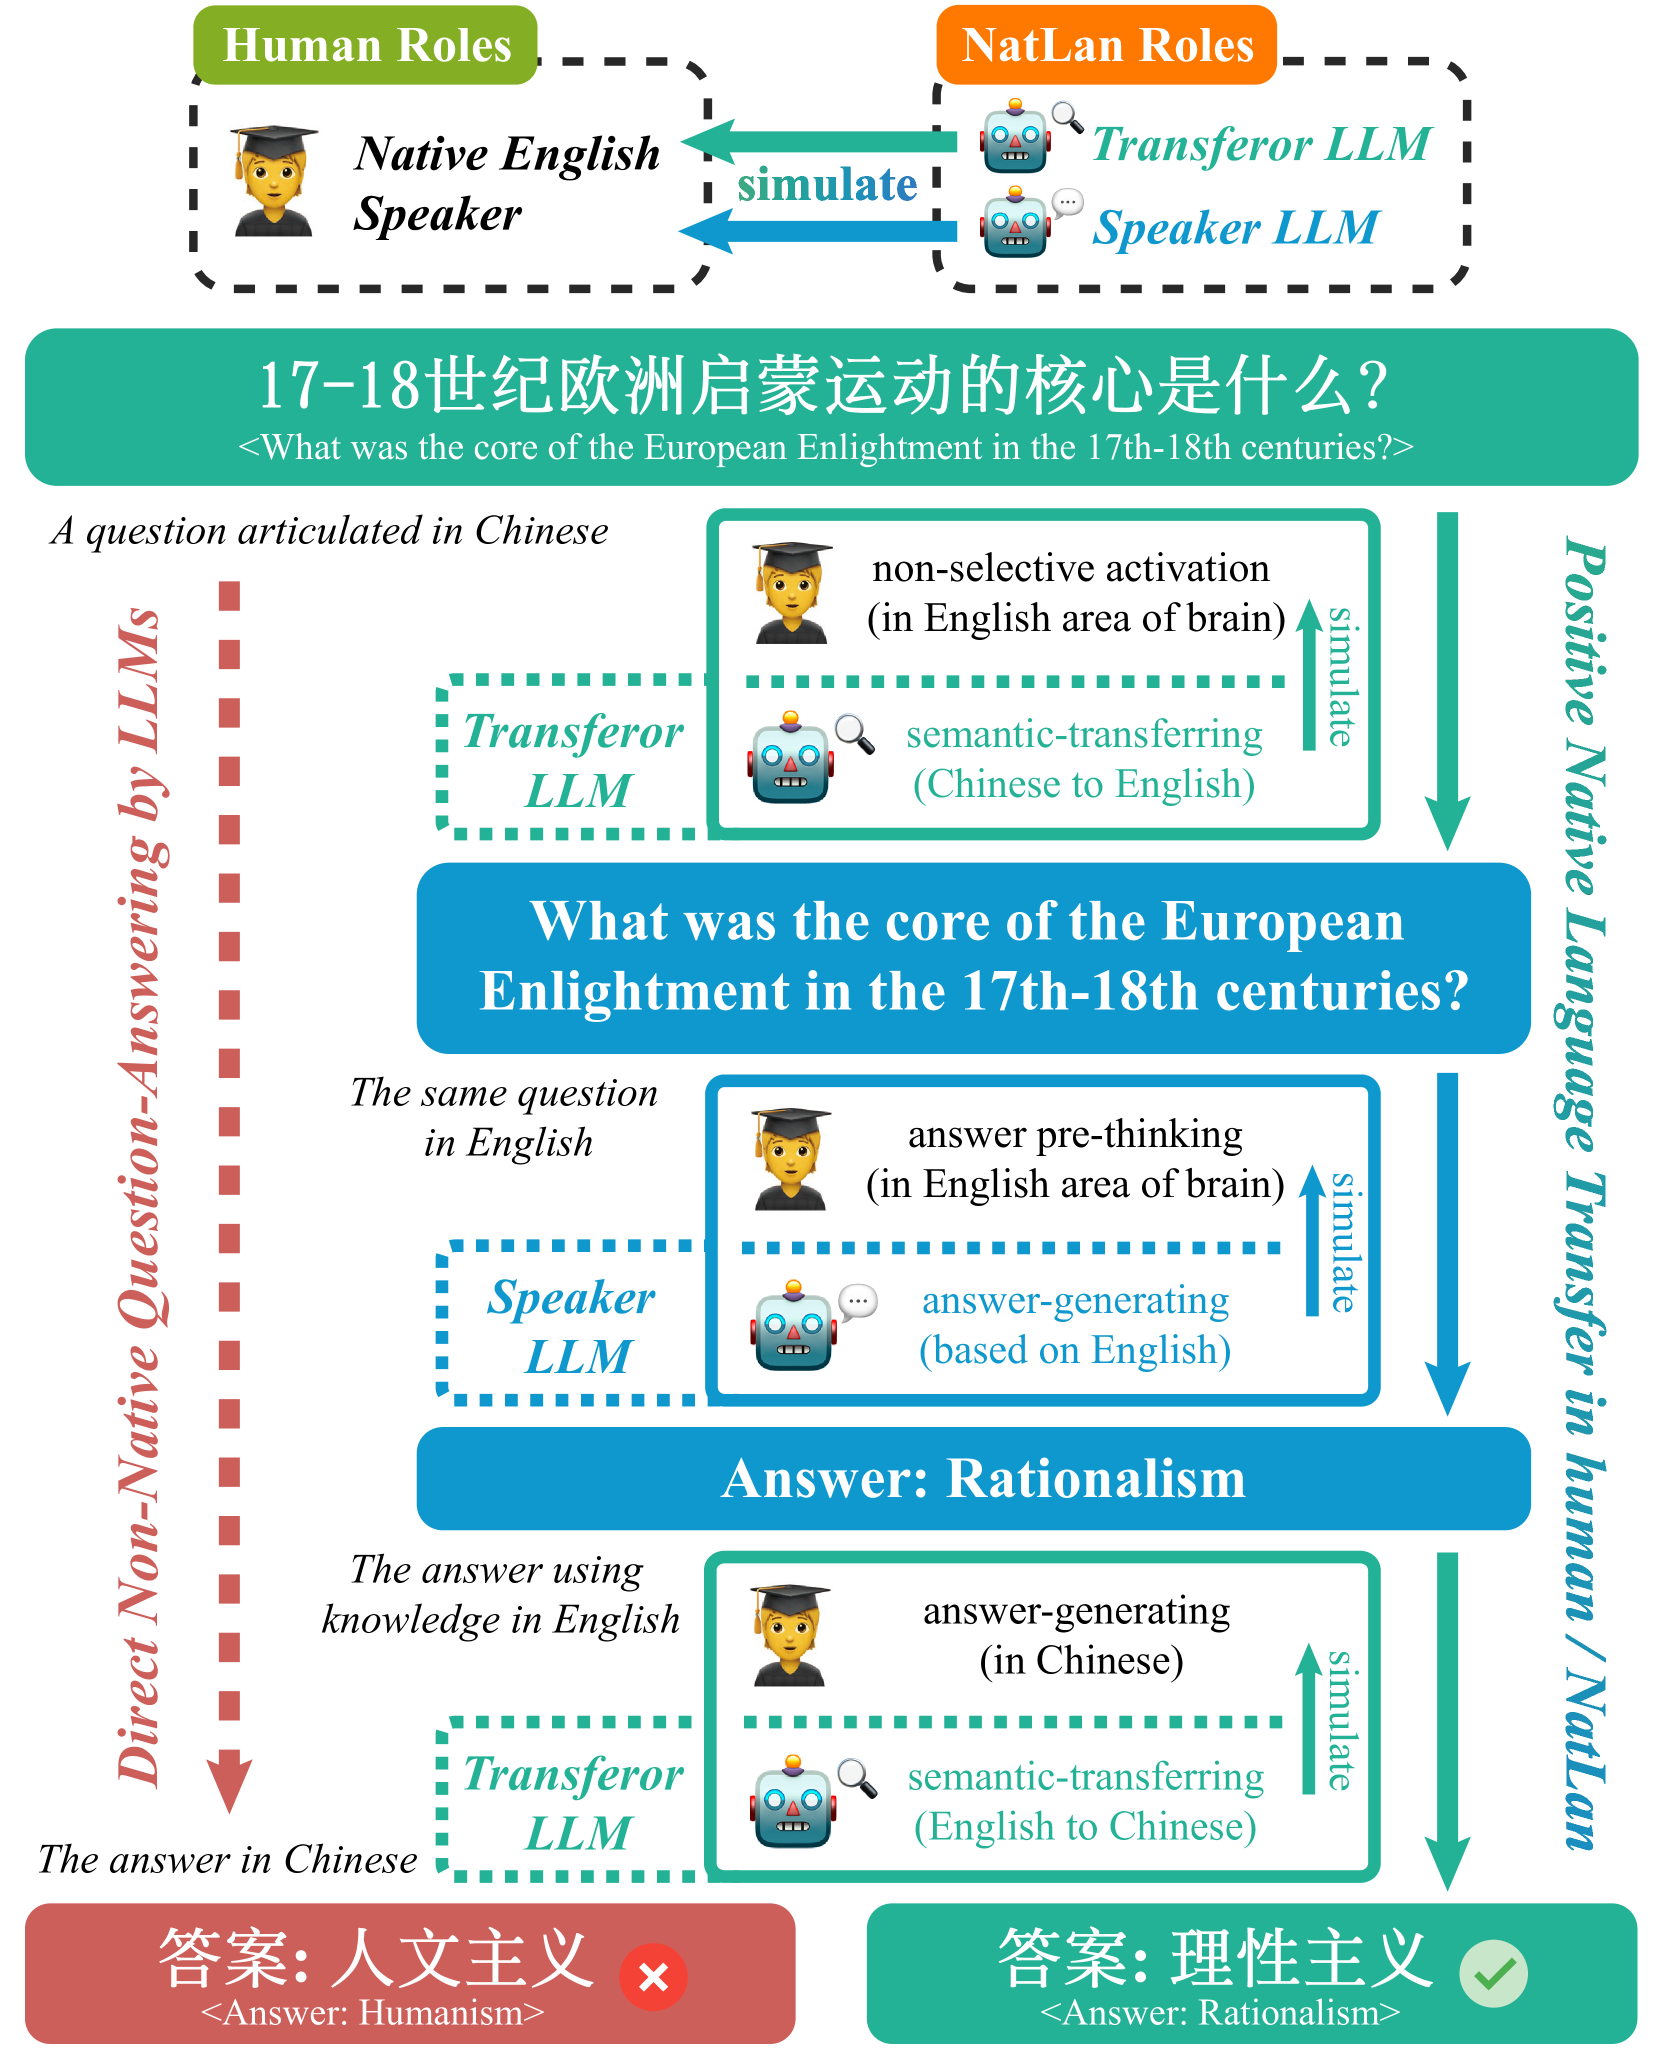 Human Roles
NatLan Roles
Native English
Speaker
simulate
Transferor LLM
Speaker LLM
17-18世纪欧洲启蒙运动的核心是什么?
<What was the core of the European Enlightment in the 17th-18th centuries?>
A question articulated in Chinese
Direct Non-Native Question-Answering by LLMs
non-selective activation
(in English area of brain)
simulate
Transferor
LLM
semantic-transferring
(Chinese to English)
Positive Native Language Transfer in human / NatLan
What was the core of the European
Enlightment in the 17th-18th centuries?
The same question
in English
answer pre-thinking
(in English area of brain)
simulate
Speaker
LLM
answer-generating
(based on English)
Answer: Rationalism
The answer using
knowledge in English
answer-generating
(in Chinese)
simulate
Transferor
LLM
semantic-transferring
(English to Chinese)
The answer in Chinese
答案: 人文主义
<Answer: Humanism>
答案: 理性主义
<Answer: Rationalism>